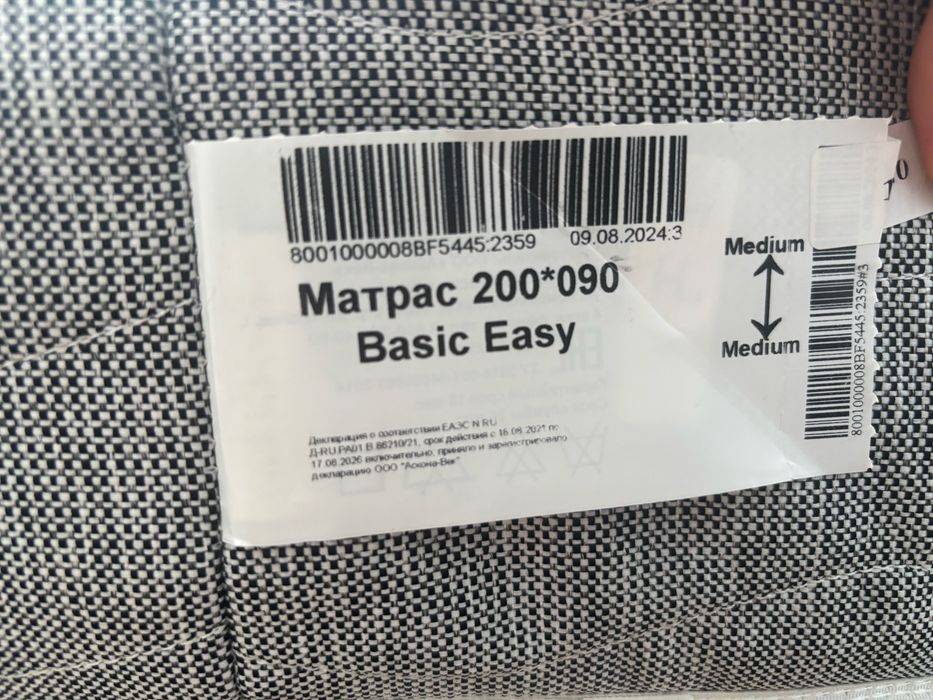 8001000008BF5445:2359 09.08.2024:3
Матрас 200*090
Basic Easy
Medium
Medium
8001000008BF5445:2359#3
Декларация о соответствии ЕАЭС N RU
Д-RU.РА01.В.86210/21, срок действия с 18.08.2021 по
17.08.2026 включительно, принято и зарегистрировало
декларацию ООО "Аскона-Век"